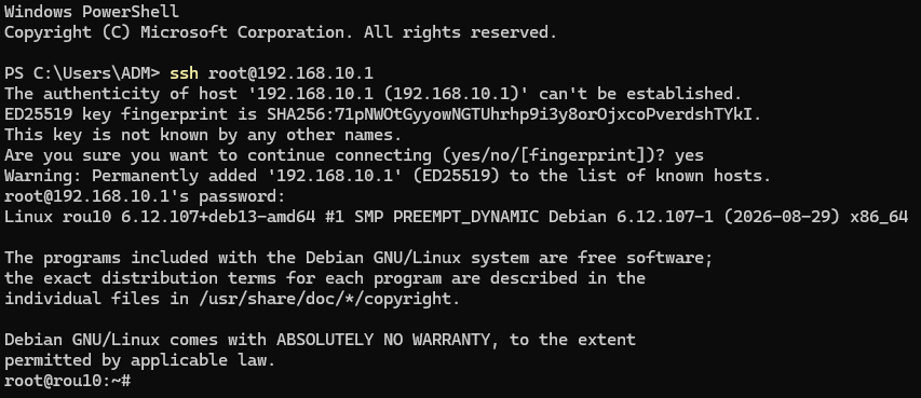 Windows PowerShell
Copyright (C) Microsoft Corporation. All rights reserved.
PS C:\Users\ADM> ssh root@192.168.10.1
The authenticity of host '192.168.10.1 (192.168.10.1)' can't be established.
ED25519 key fingerprint is SHA256:71pNWOtGyyowNGTUhrhp9i3y8orOjxcoPverdshTYkI.
This key is not known by any other names.
Are you sure you want to continue connecting (yes/no/[fingerprint])? yes
Warning: Permanently added '192.168.10.1' (ED25519) to the list of known hosts.
root@192.168.10.1's password:
Linux rou10 6.12.107+deb13-amd64 #1 SMP PREEMPT_DYNAMIC Debian 6.12.107-1 (2026-08-29) x86_64
The programs included with the Debian GNU/Linux system are free software;
the exact distribution terms for each program are described in the
individual files in /usr/share/doc/*/copyright.
Debian GNU/Linux comes with ABSOLUTELY NO WARRANTY, to the extent
permitted by applicable law.
root@rou10:~#